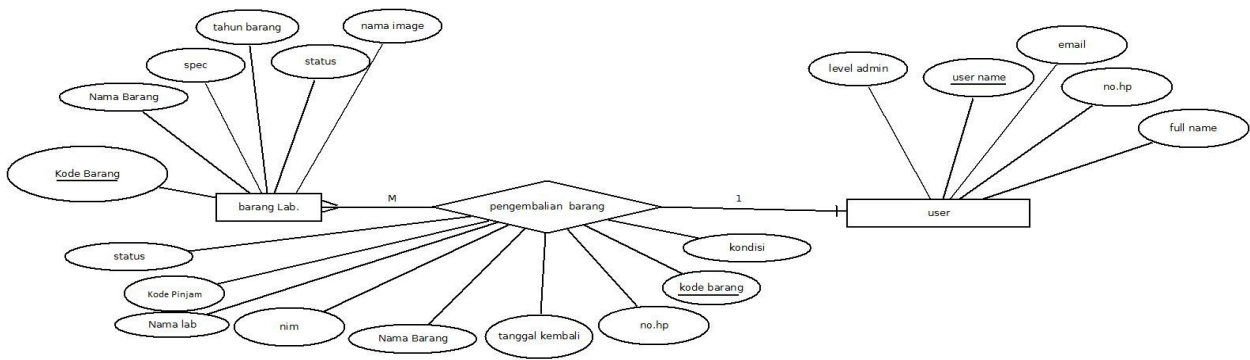 tahun barang
nama image
spec
status
Nama Barang
Kode Barang
barang Lab.
M
pengembalian barang
1
level admin
user name
email
no.hp
full name
user
status
Kode Pinjam
Nama lab
nim
Nama Barang
tanggal kembali
no.hp
kode barang
kondisi